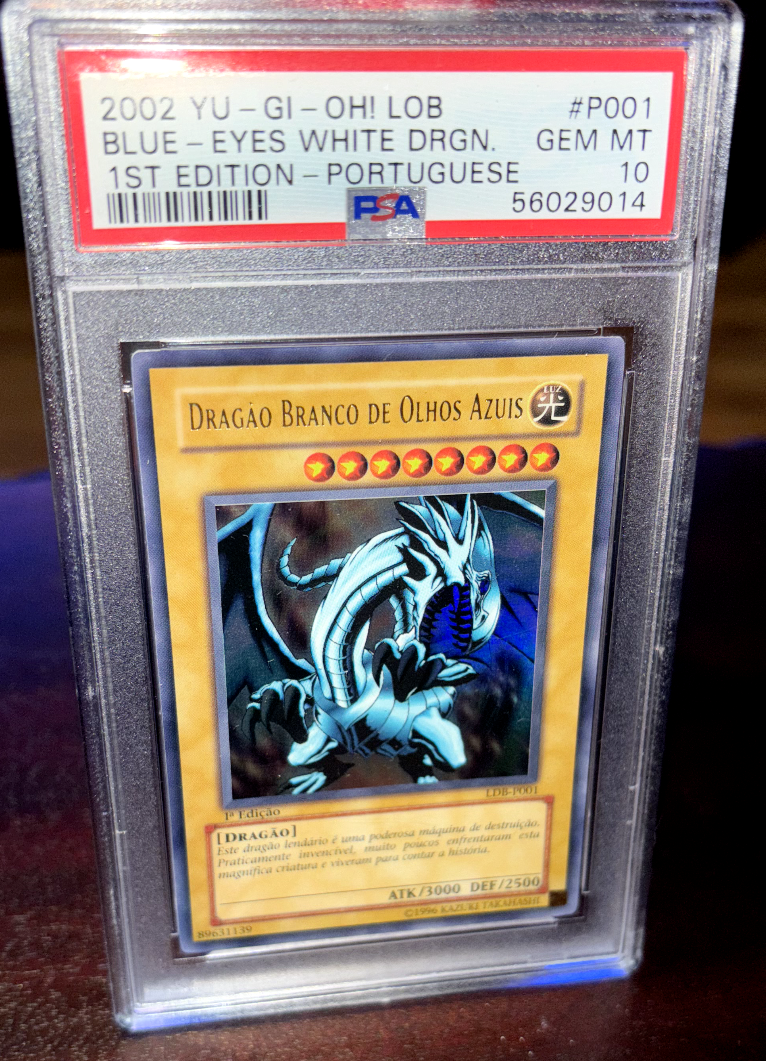 2002 YU-GI-OH! LOB #P001
BLUE-EYES WHITE DRGN. GEM MT
1ST EDITION-PORTUGUESE 10
PSA 56029014
DRAGÃO BRANCO DE OLHOS AZUIS
LUZ
光
LDB-P001
1ª Edição
[DRAGÃO]
Este dragão lendário é uma poderosa máquina de destruição.
Praticamente invencível, muito poucos enfrentaram esta
magnífica criatura e viveram para contar a história.
ATK/3000 DEF/2500
89631139 ©1996 KAZUKI TAKAHASHI